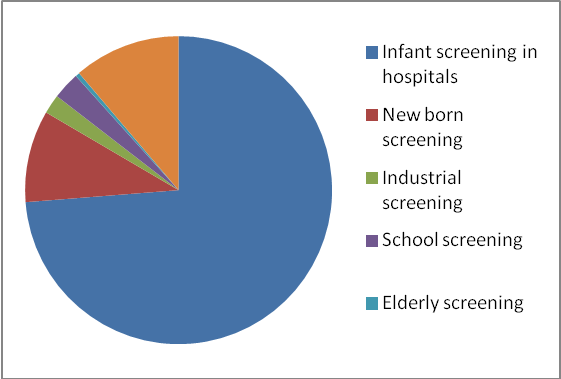 Infant screening in
hospitals
New born
screening
Industrial
screening
School screening
Elderly screening